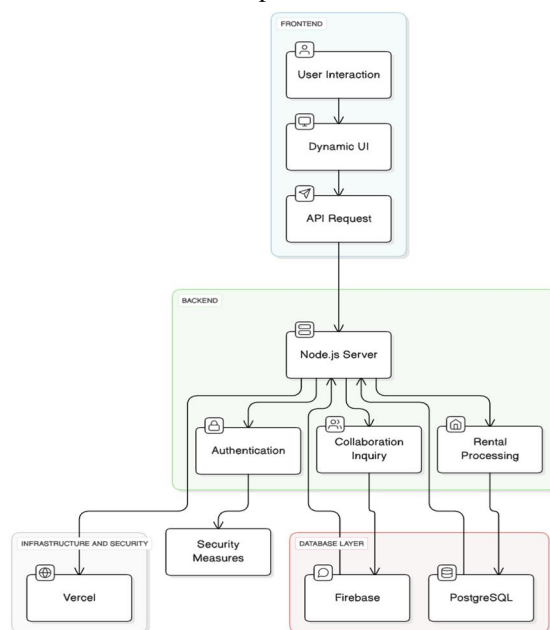 FRONTEND
User Interaction
Dynamic UI
API Request
BACKEND
Node.js Server
Authentication
Collaboration
Inquiry
Rental
Processing
INFRASTRUCTURE AND SECURITY
Security
Measures
DATABASE LAYER
Vercel
Firebase
PostgreSQL